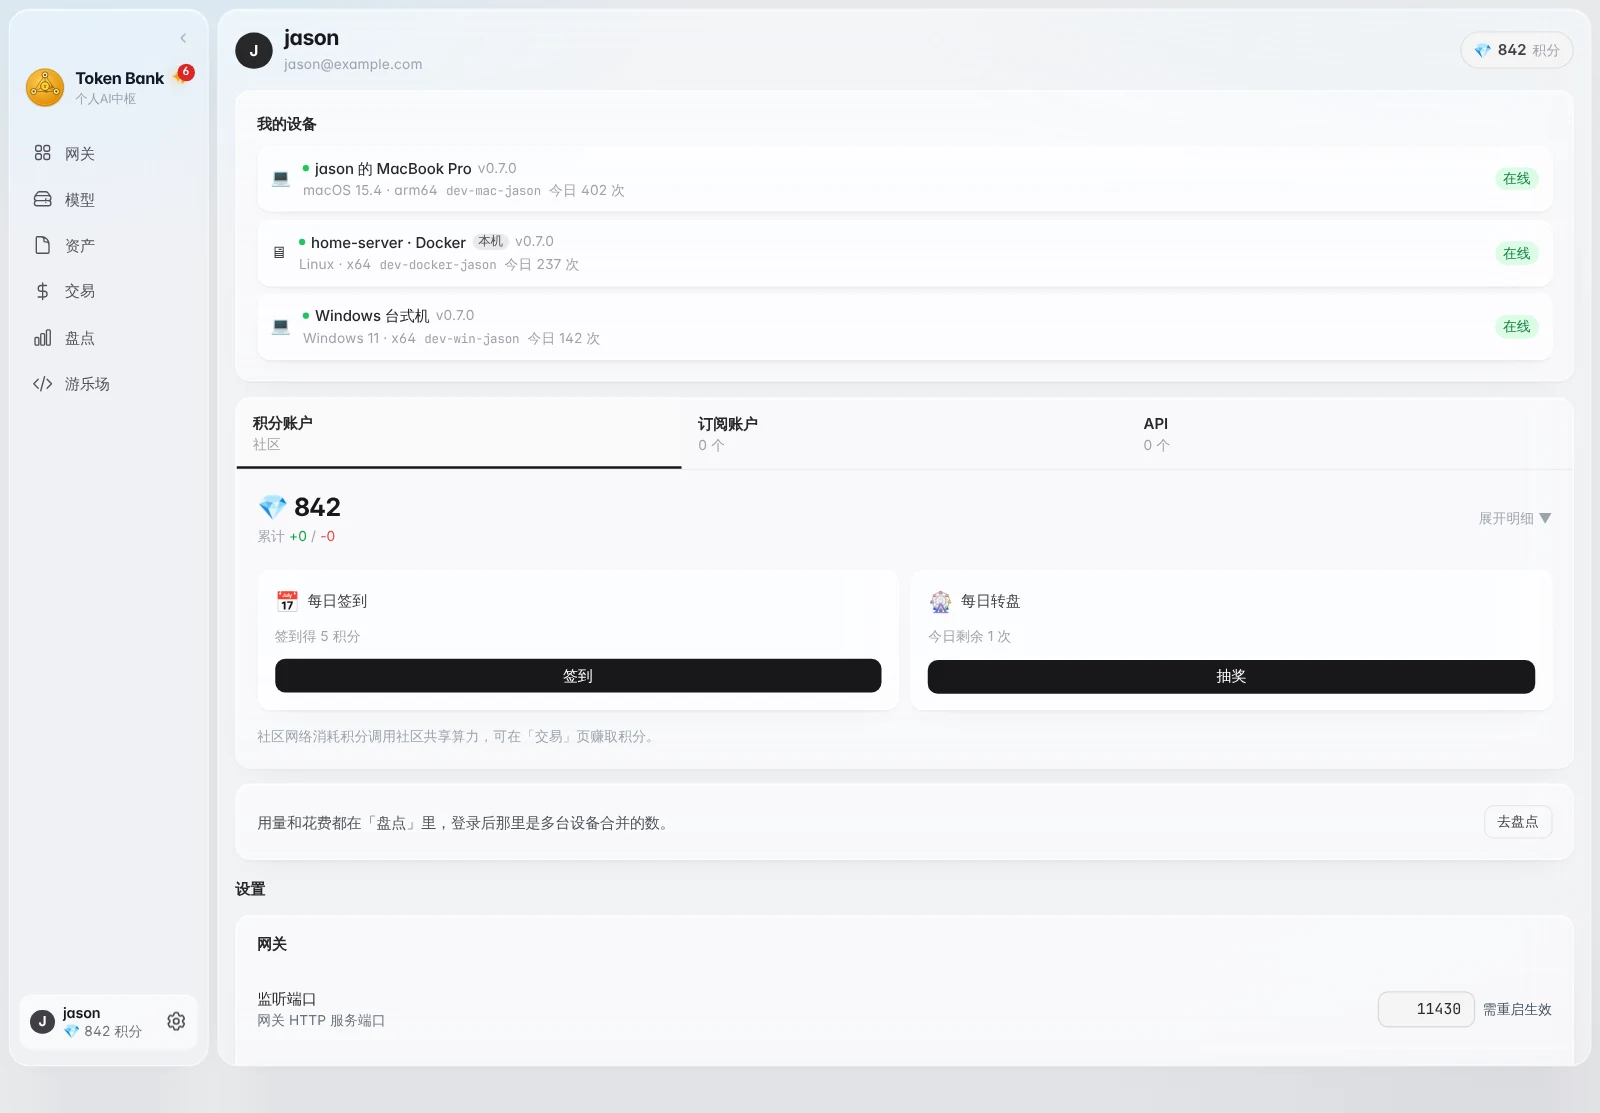 Token Bank
6
个人AI中枢
网关
模型
资产
交易
盘点
游乐场
J
jason
842 积分
J
jason
jason@example.com
842 积分
我的设备
jason 的 MacBook Pro v0.7.0
macOS 15.4 · arm64 dev-mac-jason 今日 402 次
在线
home-server · Docker 本机 v0.7.0
Linux · x64 dev-docker-jason 今日 237 次
在线
Windows 台式机 v0.7.0
Windows 11 · x64 dev-win-jason 今日 142 次
在线
积分账户
社区
订阅账户
0 个
API
0 个
842
累计 +0 / -0
展开明细 ▼
每日签到
签到得 5 积分
签到
每日转盘
今日剩余 1 次
抽奖
社区网络消耗积分调用社区共享算力，可在「交易」页赚取积分。
用量和花费都在「盘点」里，登录后那里是多台设备合并的数。
去盘点
设置
网关
监听端口
网关 HTTP 服务端口
11430 需重启生效